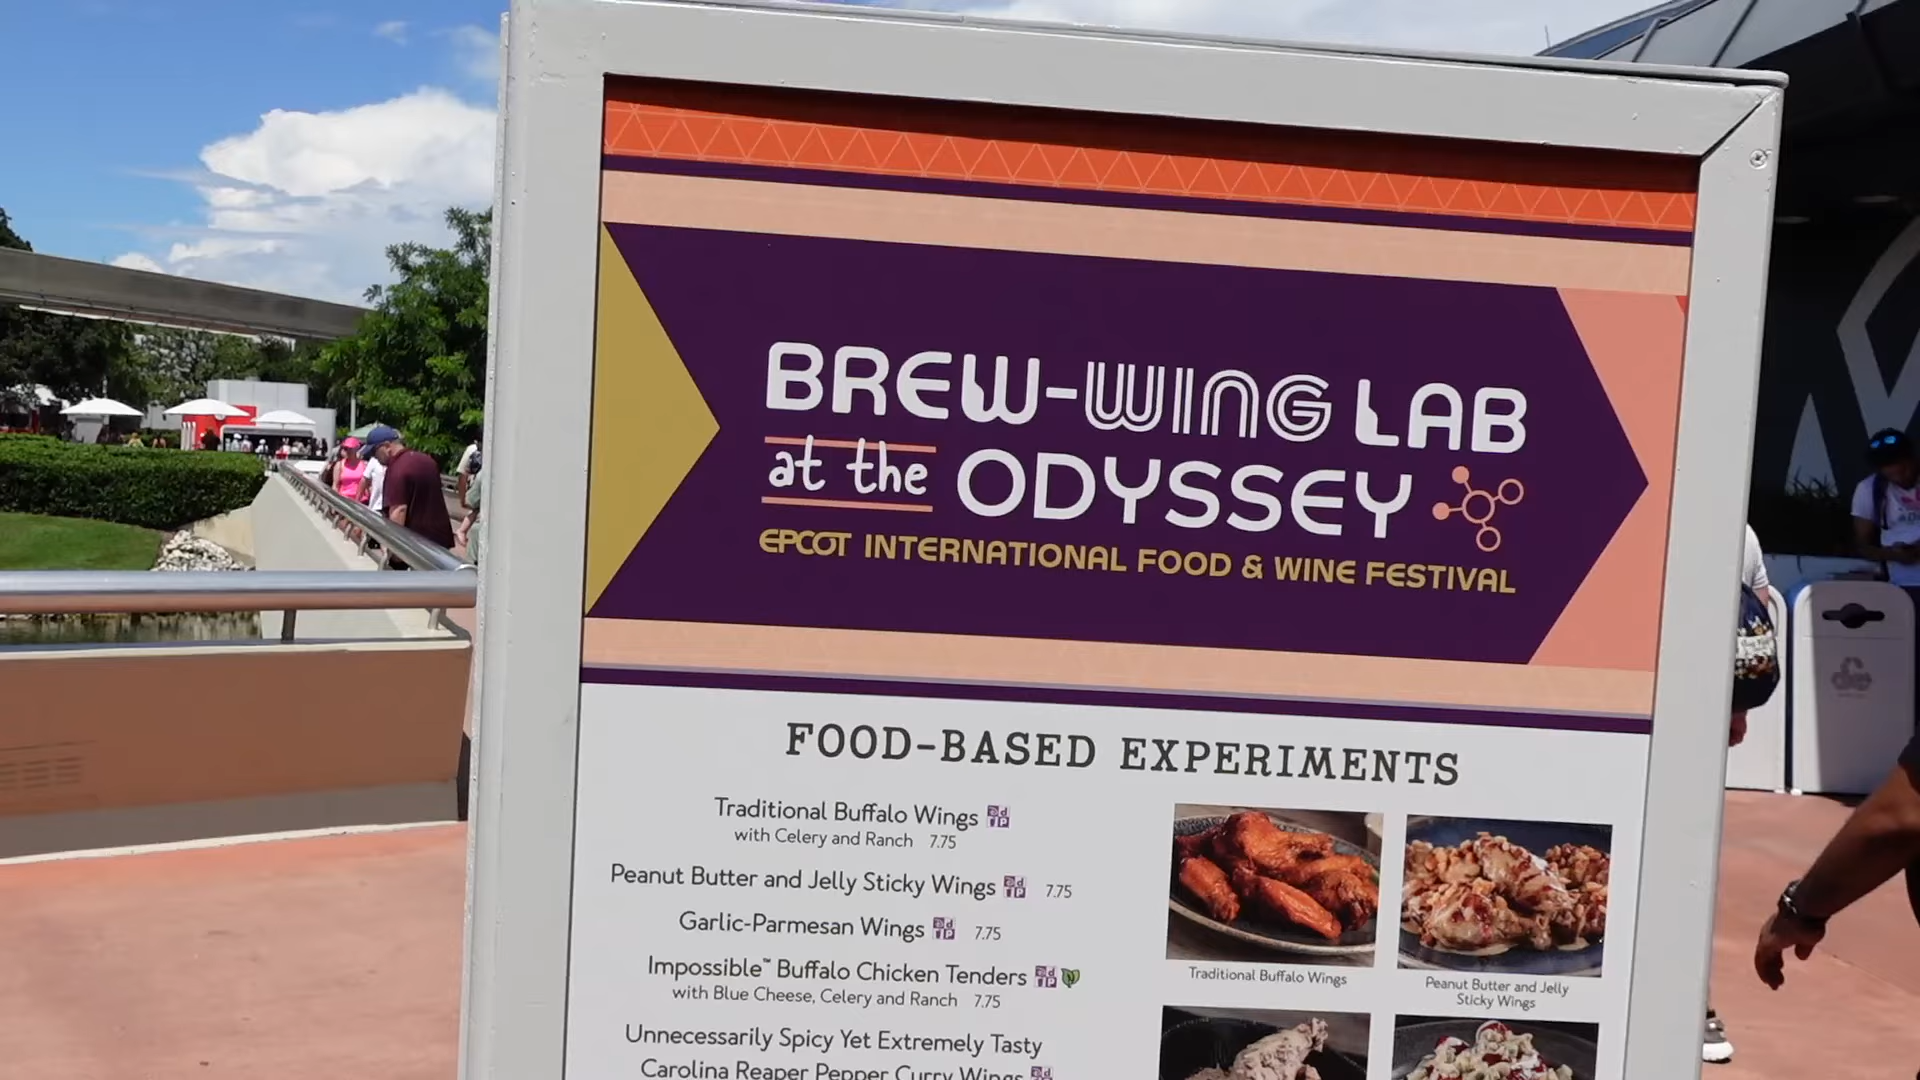 BREW-WING LAB
at the ODYSSEY
EPCOT INTERNATIONAL FOOD & WINE FESTIVAL
FOOD-BASED EXPERIMENTS
Traditional Buffalo Wings
with Celery and Ranch 7.75
Peanut Butter and Jelly Sticky Wings 7.75
Garlic-Parmesan Wings 7.75
Impossible™ Buffalo Chicken Tenders
with Blue Cheese, Celery and Ranch 7.75
Unnecessarily Spicy Yet Extremely Tasty
Carolina Reaper Pepper Curry Wings
Traditional Buffalo Wings
Peanut Butter and Jelly
Sticky Wings